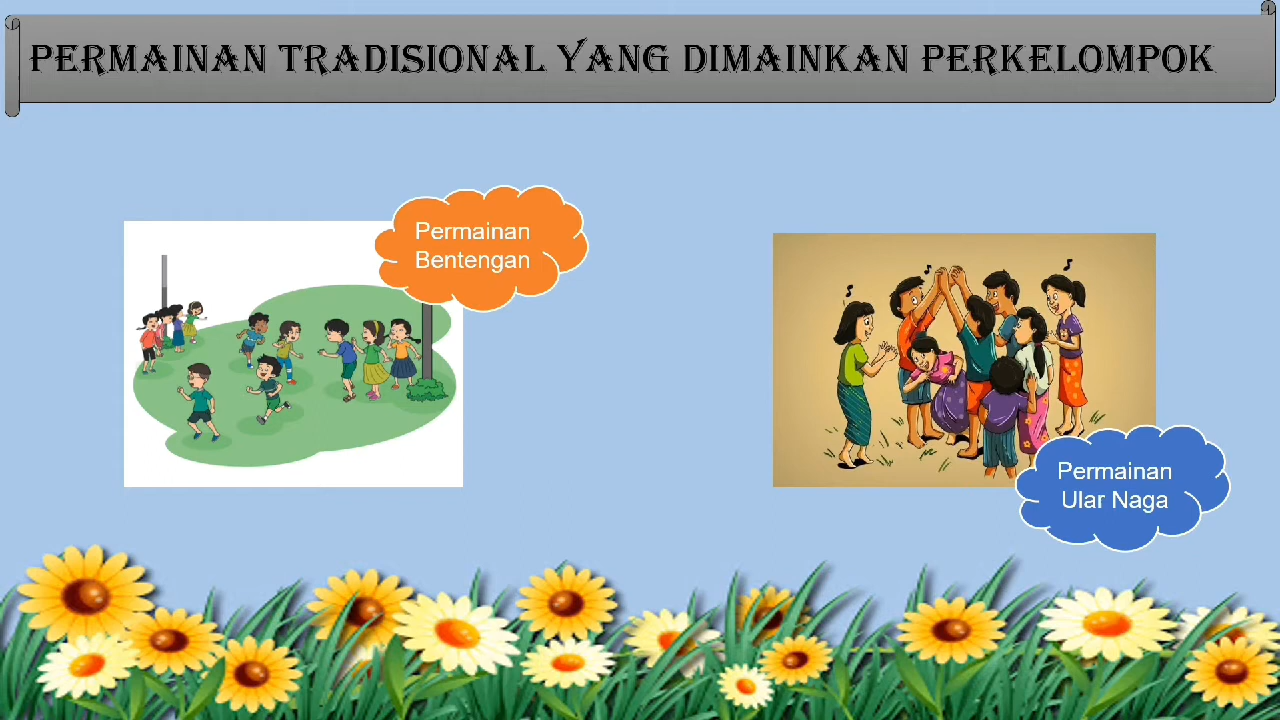 PERMAINAN TRADISIONAL YANG DIMAINKAN PERKELOMPOK
Permainan
Bentengan
Permainan
Ular Naga